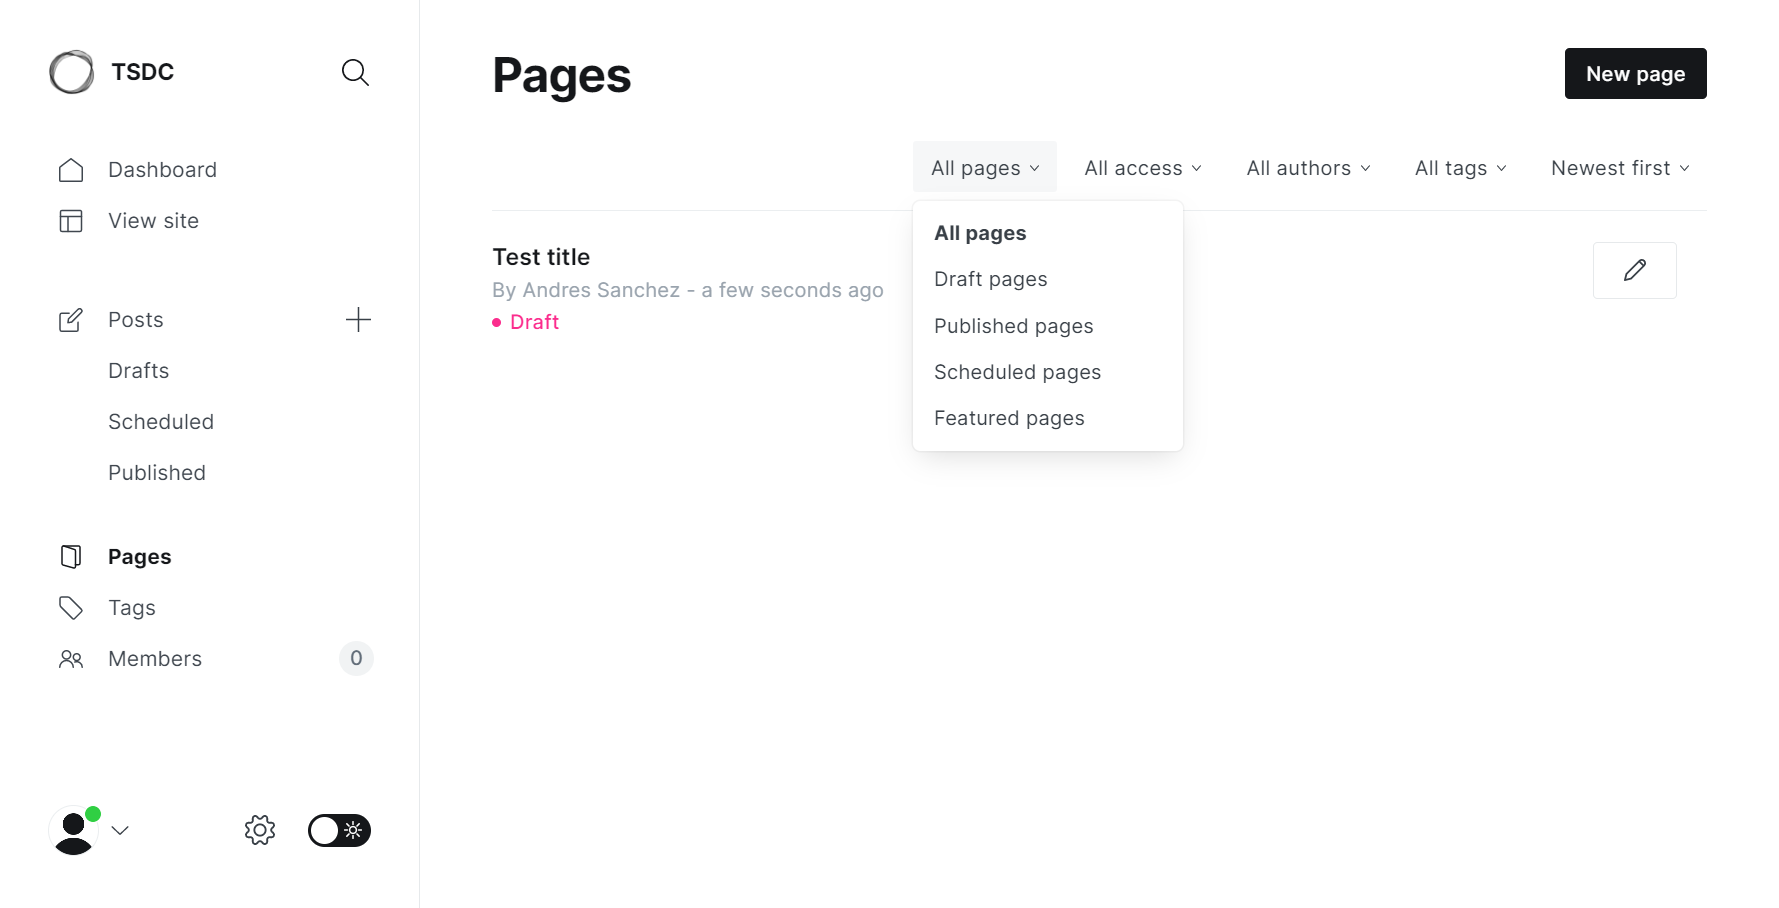 TSDC
Dashboard
View site
Posts
Drafts
Scheduled
Published
Pages
Tags
Members 0
Pages
New page
All pages All access All authors All tags Newest first
All pages
Draft pages
Published pages
Scheduled pages
Featured pages
Test title
By Andres Sanchez - a few seconds ago
Draft